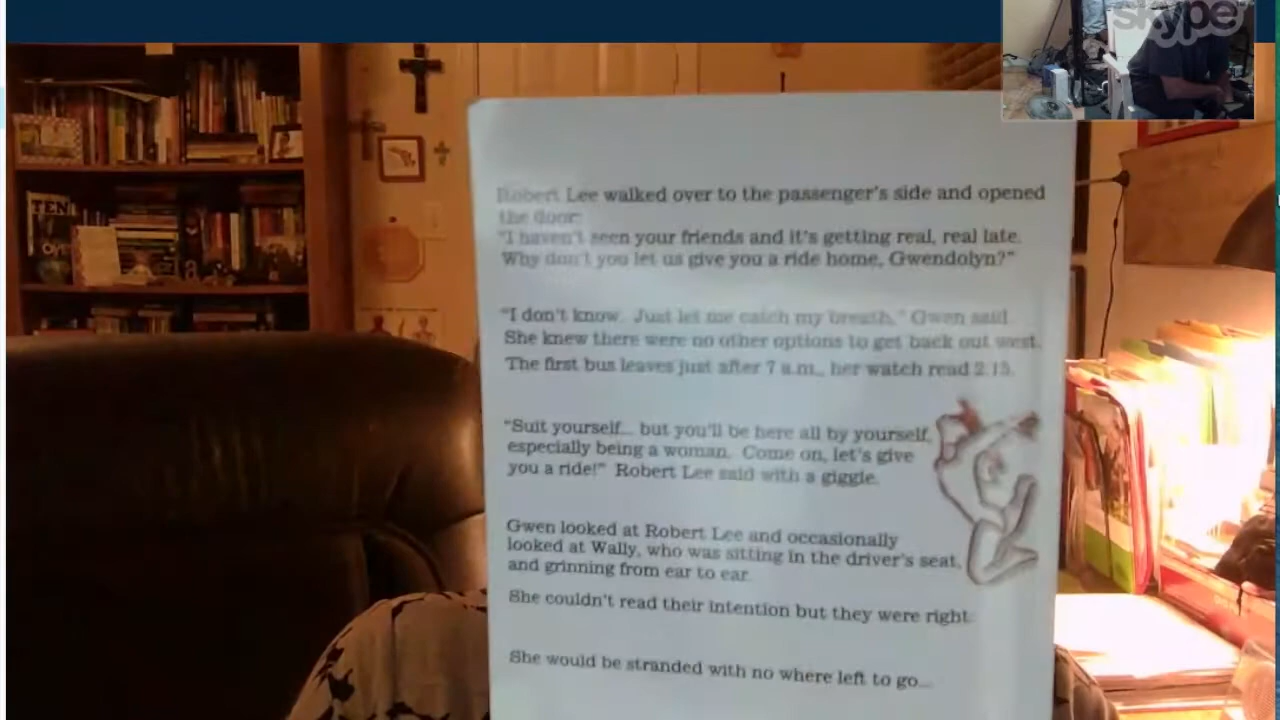 skype
TEN
Robert Lee walked over to the passenger's side and opened
the door:
"I haven't seen your friends and it's getting real, real late.
Why don't you let us give you a ride home, Gwendolyn?"
"I don't know. Just let me catch my breath," Gwen said.
She knew there were no other options to get back out west.
The first bus leaves just after 7 a.m., her watch read 2:15.
"Suit yourself... but you'll be here all by yourself,
especially being a woman. Come on, let's give
you a ride!" Robert Lee said with a giggle.
Gwen looked at Robert Lee and occasionally
looked at Wally, who was sitting in the driver's seat,
and grinning from ear to ear.
She couldn't read their intention but they were right.
She would be stranded with no where left to go...